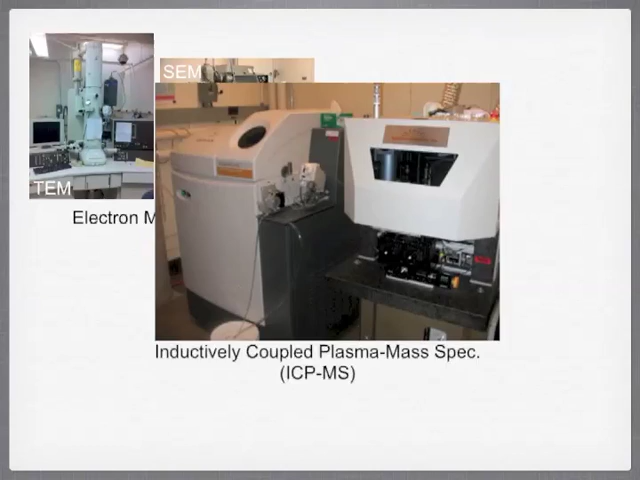 SEM
TEM
Electron M
Inductively Coupled Plasma-Mass Spec.
(ICP-MS)